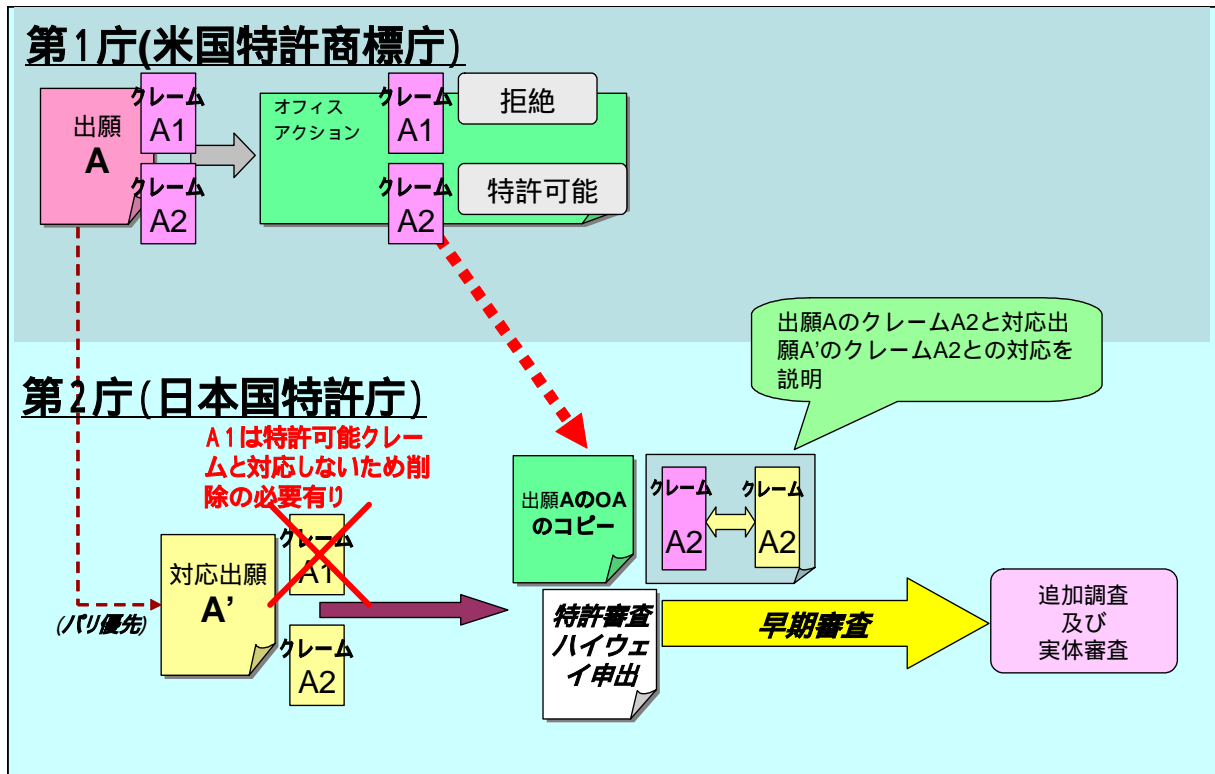 第1庁(米国特許商標庁)
出願
A
クレーム
A1
クレーム
A2
オフィス
アクション
クレーム
A1
拒絶
クレーム
A2
特許可能
出願AのクレームA2と対応出
願A’のクレームA2との対応を
説明
第2庁(日本国特許庁)
A1は特許可能クレー
ムと対応しないため削
除の必要有り
(パリ優先)
対応出願
A’
クレーム
A1
クレーム
A2
出願AのOA
のコピー
クレーム
A2
クレーム
A2
特許審査
ハイウェ
イ申出
早期審査
追加調査
及び
実体審査